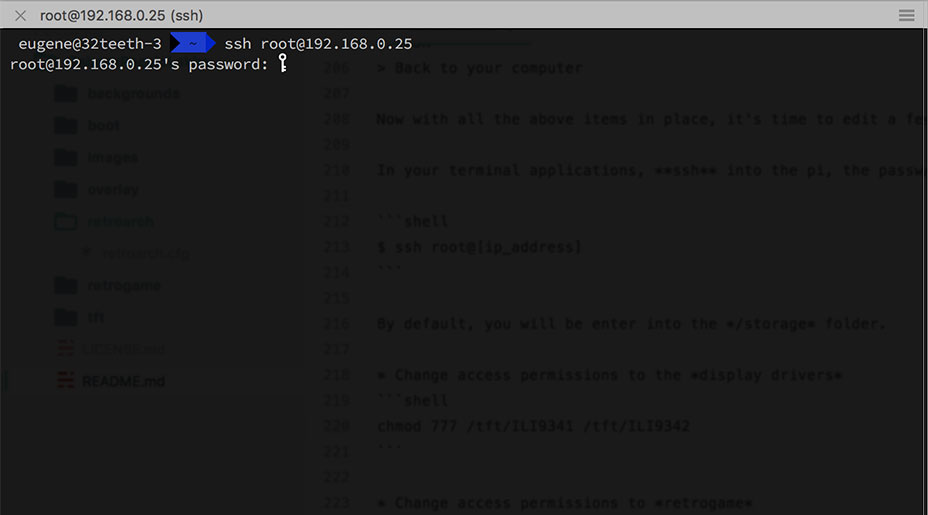 root@192.168.0.25 (ssh)
eugene@32teeth-3 ~ ssh root@192.168.0.25
root@192.168.0.25's password:
backgrounds
boot
images
overlay
retroarch
retroarch.cfg
retrogame
tft
LICENSE.md
README.md
206 > Back to your computer
207
208 Now with all the above items in place, it's time to edit a
209
210 In your terminal applications, **ssh** into the pi, the
211
212 ```shell
213 $ ssh root@[ip_address]
214 ```
215
216 By default, you will be enter into the */storage* folder.
217
218 * Change access permissions to the *display drivers*
219 ```shell
220 chmod 777 /tft/ILI9341 /tft/ILI9342
221 ```
222
223 * Change access permissions to *retrogame*